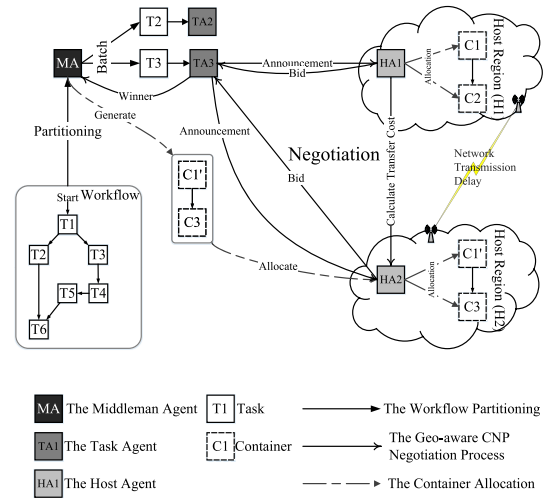 T2
TA2
Batch
MA
T3
TA3
Announcement
Bid
HA1
Allocation
Allocation
C1
C2
Host Region (H1)
Winner
Partitioning
Generate
Announcement
Negotiation
Bid
Calculate Transfer Cost
Network
Transmission
Delay
C1'
C3
Start Workflow
T1
T2
T3
T5
T4
T6
Allocate
HA2
Allocation
C1'
C3
Host Region (H2)
MA The Middleman Agent
T1 Task
The Workflow Partitioning
TA1 The Task Agent
C1 Container
The Geo-aware CNP
Negotiation Process
HA1 The Host Agent
The Container Allocation